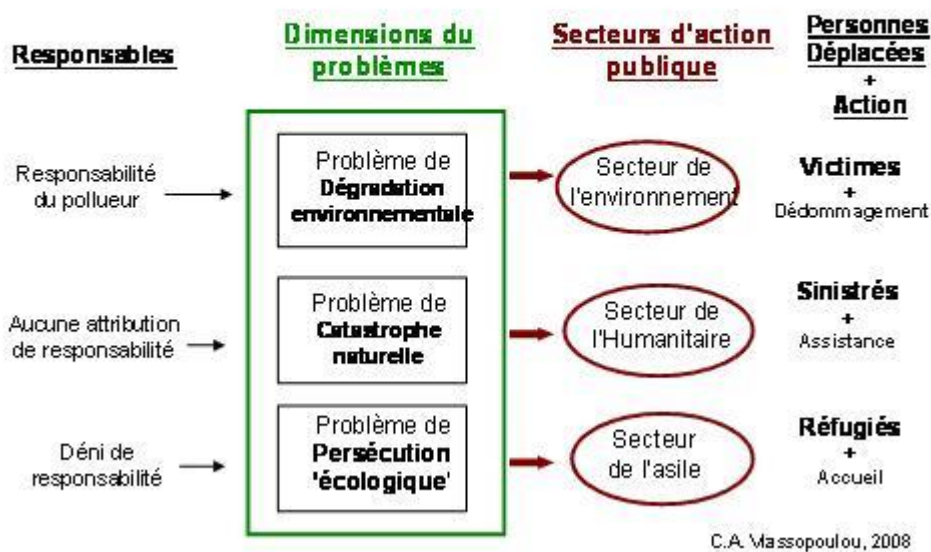 Responsables
Dimensions du
problèmes
Secteurs d'action
publique
Personnes
Déplacées
+
Action
Responsabilité
du pollueur
Problème de
Dégradation
environnementale
Secteur de
l'environnement
Victimes
+
Dédommagement
Aucune attribution
de responsabilité
Problème de
Catastrophe
naturelle
Secteur de
l'Humanitaire
Sinistrés
+
Assistance
Déni de
responsabilité
Problème de
Persécution
'écologique'
Secteur
de l'asile
Réfugiés
+
Accueil
C.A. Vlassopoulou, 2008